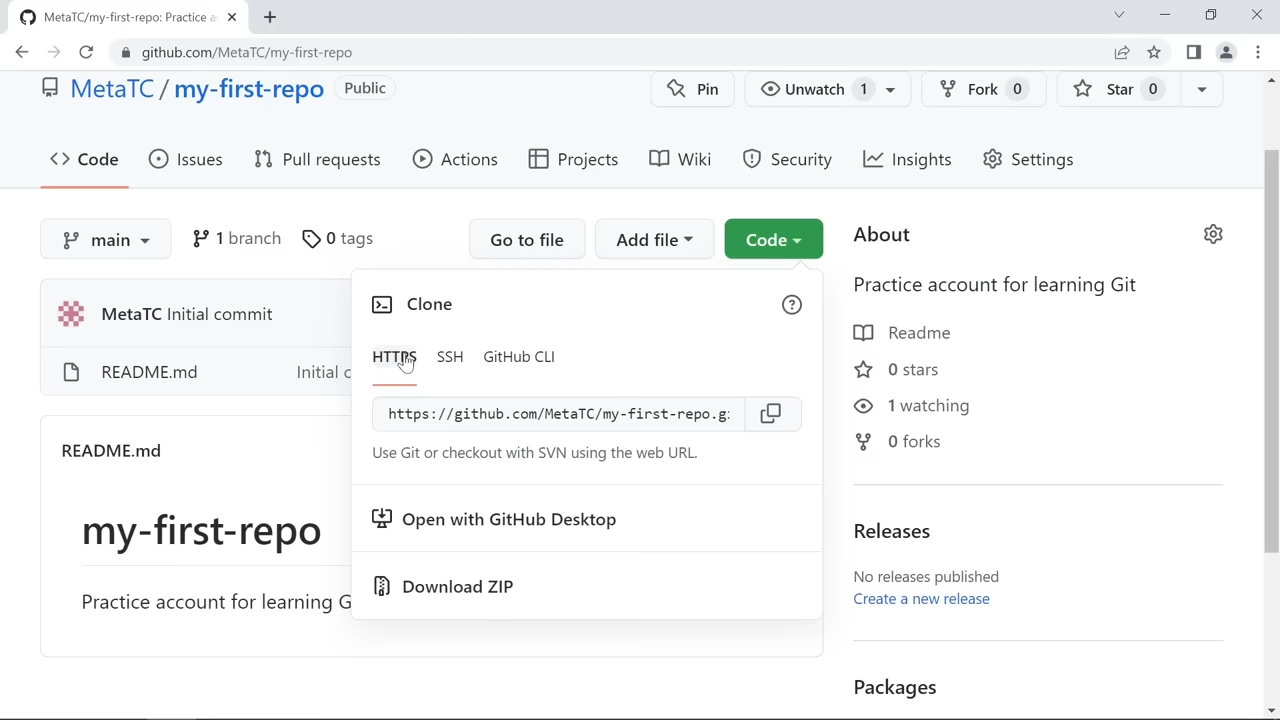 MetaTC/my-first-repo: Practice a
github.com/MetaTC/my-first-repo
MetaTC / my-first-repo Public
Pin
Unwatch 1
Fork 0
Star 0
Code
Issues
Pull requests
Actions
Projects
Wiki
Security
Insights
Settings
main
1 branch
0 tags
Go to file
Add file
Code
MetaTC Initial commit
README.md Initial c
README.md
my-first-repo
Practice account for learning G
Clone
HTTPS SSH GitHub CLI
https://github.com/MetaTC/my-first-repo.g
Use Git or checkout with SVN using the web URL.
Open with GitHub Desktop
Download ZIP
About
Practice account for learning Git
Readme
0 stars
1 watching
0 forks
Releases
No releases published
Create a new release
Packages